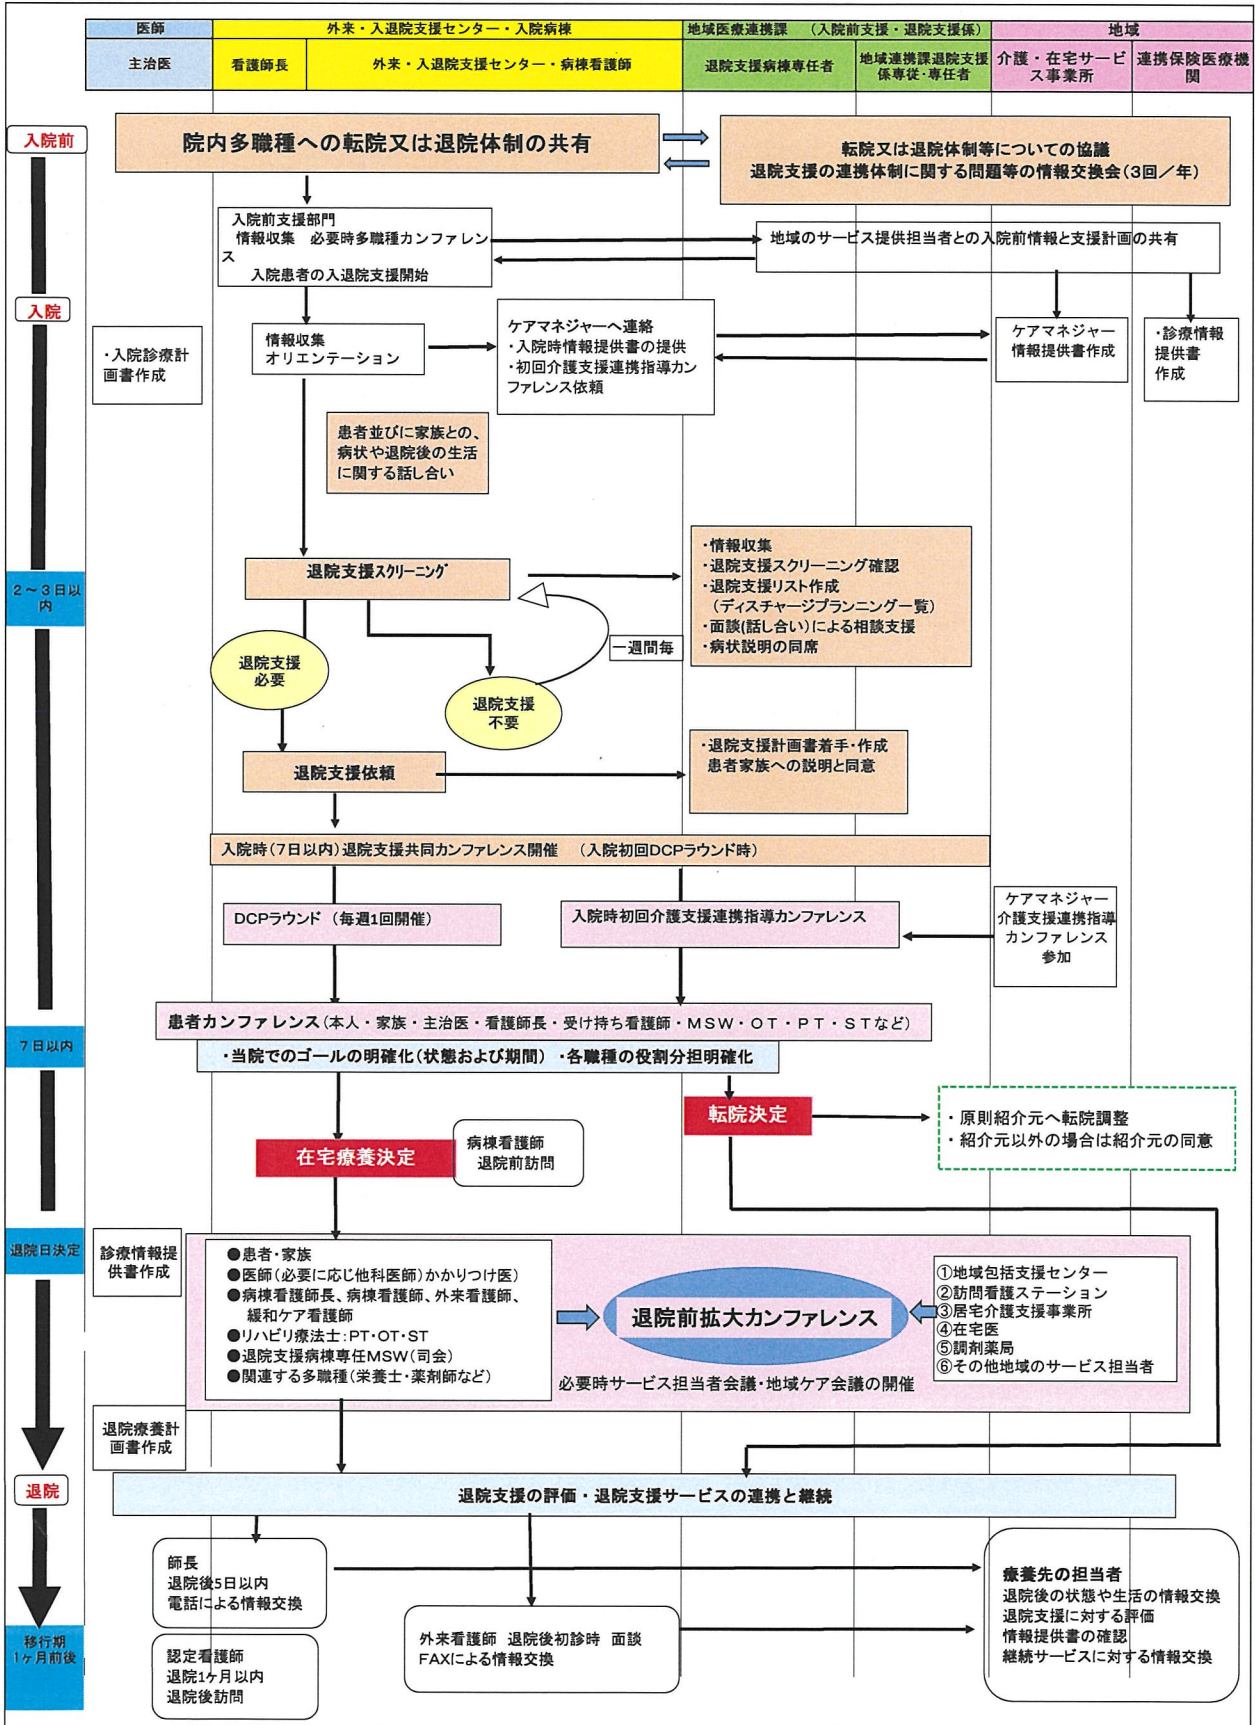 医師
外来・入退院支援センター・入院病棟
地域医療連携課　（入院前支援・退院支援係）
地域
主治医
看護師長
外来・入退院支援センター・病棟看護師
退院支援病棟専任者
地域連携課退院支援
係専従・専任者
介護・在宅サービ
ス事業所
連携保険医療機
関
入院前
院内多職種への転院又は退院体制の共有
転院又は退院体制等についての協議
退院支援の連携体制に関する問題等の情報交換会（3回／年）
入院前支援部門
情報収集　必要時多職種カンファレン
ス
入院患者の入退院支援開始
地域のサービス提供担当者との入院前情報と支援計画の共有
入院
・入院診療計
画書作成
情報収集
オリエンテーション
ケアマネジャーへ連絡
・入院時情報提供書の提供
・初回介護支援連携指導カン
ファレンス依頼
ケアマネジャー
情報提供書作成
・診療情報
提供書
作成
患者並びに家族との、
病状や退院後の生活
に関する話し合い
2～3日以
内
退院支援スクリーニング
・情報収集
・退院支援スクリーニング確認
・退院支援リスト作成
（ディスチャージプランニング一覧）
・面談(話し合い)による相談支援
・病状説明の同席
一週間毎
退院支援
必要
退院支援
不要
退院支援依頼
・退院支援計画書着手・作成
患者家族への説明と同意
入院時（7日以内）退院支援共同カンファレンス開催　（入院初回DCPラウンド時）
DCPラウンド （毎週1回開催）
入院時初回介護支援連携指導カンファレンス
ケアマネジャー
介護支援連携指導
カンファレンス
参加
患者カンファレンス（本人・家族・主治医・看護師長・受け持ち看護師・MSW・OT・PT・STなど）
7日以内
・当院でのゴールの明確化（状態および期間）　・各職種の役割分担明確化
転院決定
・原則紹介元へ転院調整
・紹介元以外の場合は紹介元の同意
在宅療養決定
病棟看護師
退院前訪問
退院日決定
診療情報提
供書作成
●患者・家族
●医師（必要に応じ他科医師）かかりつけ医）
●病棟看護師長、病棟看護師、外来看護師、
緩和ケア看護師
●リハビリ療法士：PT・OT・ST
●退院支援病棟専任MSW（司会）
●関連する多職種（栄養士・薬剤師など）
退院前拡大カンファレンス
①地域包括支援センター
②訪問看護ステーション
③居宅介護支援事業所
④在宅医
⑤調剤薬局
⑥その他地域のサービス担当者
必要時サービス担当者会議・地域ケア会議の開催
退院療養計
画書作成
退院
退院支援の評価・退院支援サービスの連携と継続
師長
退院後5日以内
電話による情報交換
外来看護師　退院後初診時　面談
FAXによる情報交換
療養先の担当者
退院後の状態や生活の情報交換
退院支援に対する評価
情報提供書の確認
継続サービスに対する情報交換
移行期
1ヶ月前後
認定看護師
退院1ヶ月以内
退院後訪問